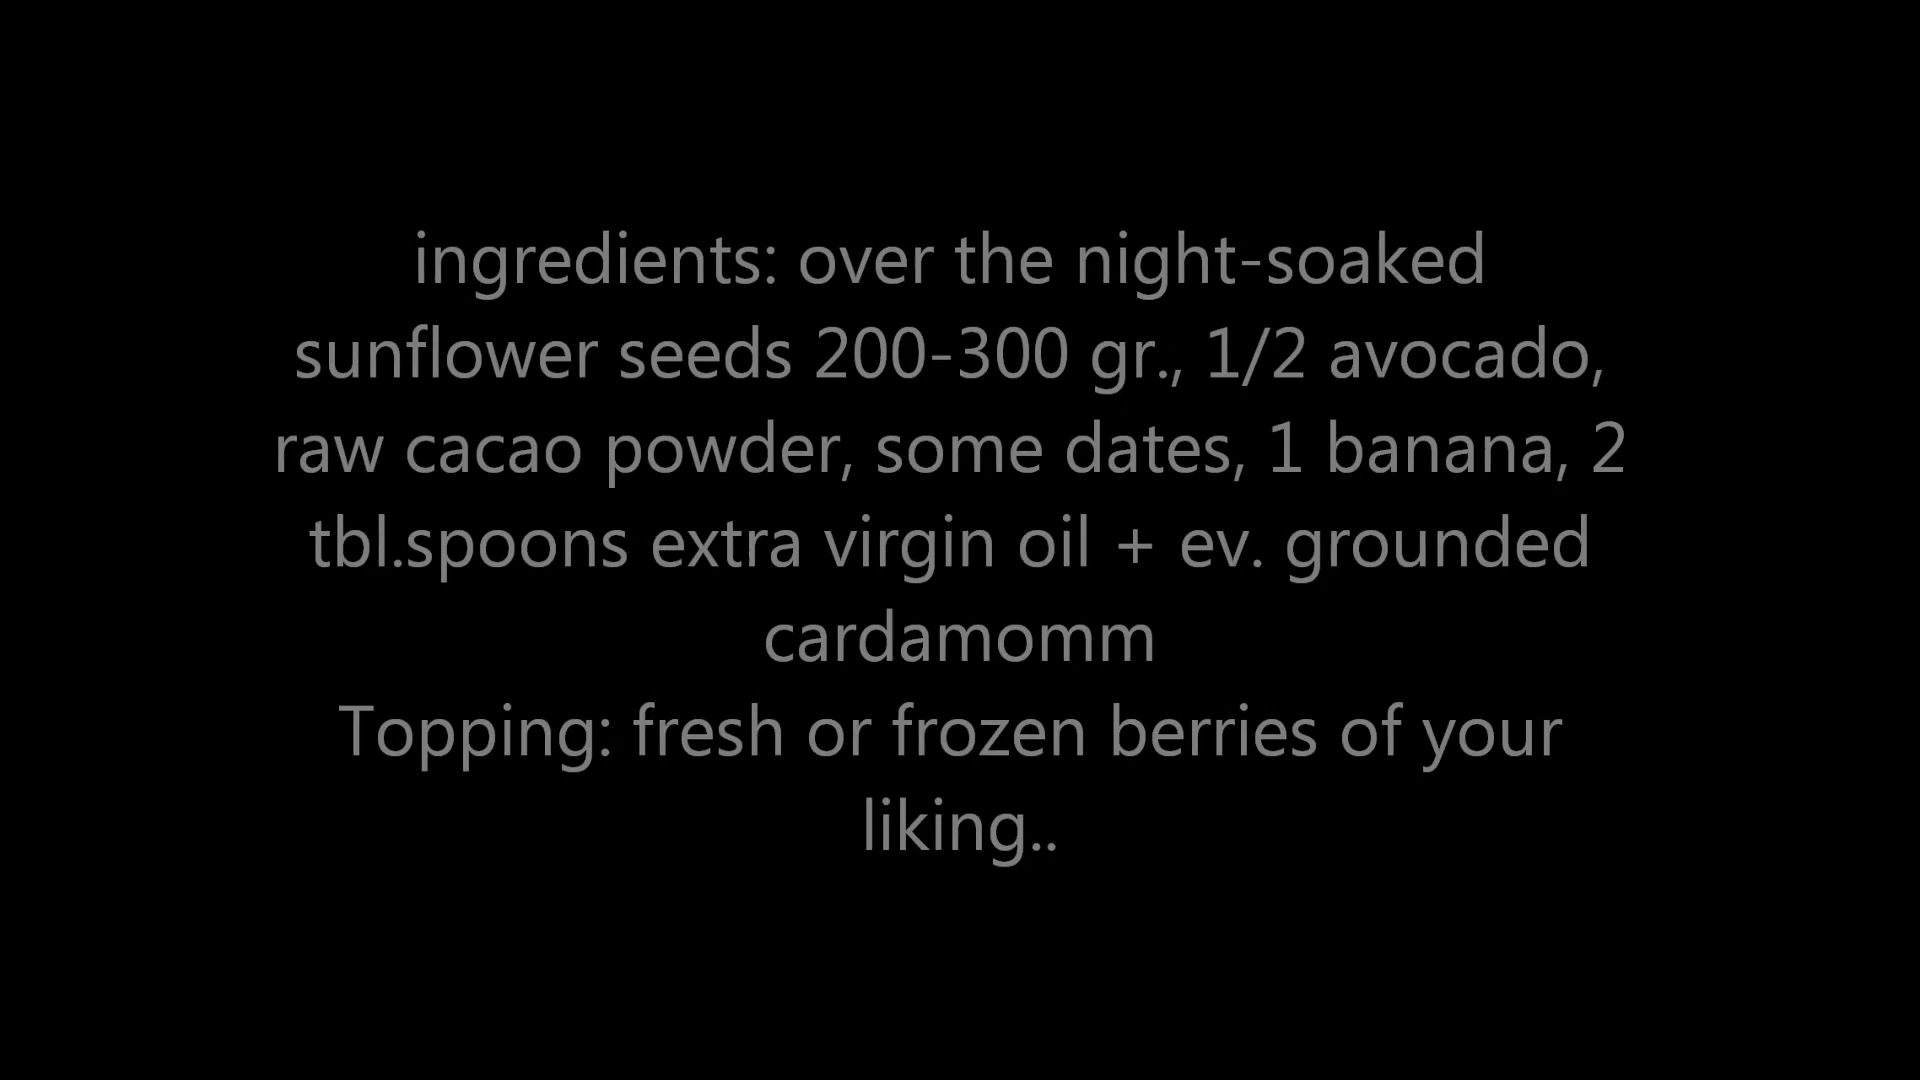 ingredients: over the night-soaked
sunflower seeds 200-300 gr., 1/2 avocado,
raw cacao powder, some dates, 1 banana, 2
tbl.spoons extra virgin oil + ev. grounded
cardamomm
Topping: fresh or frozen berries of your
liking..